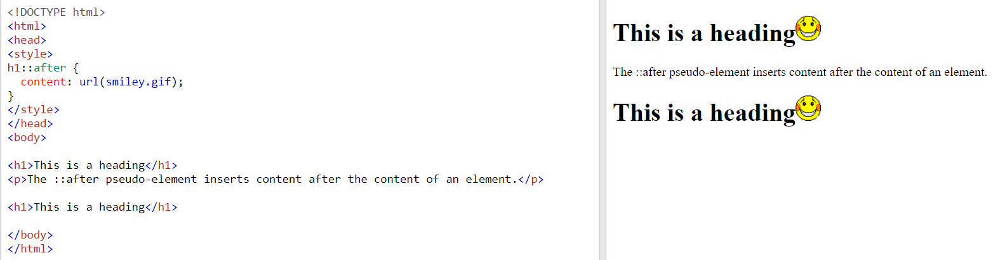 <!DOCTYPE html>
<html>
<head>
<style>
h1::after {
  content: url(smiley.gif);
}
</style>
</head>
<body>

<h1>This is a heading</h1>
<p>The ::after pseudo-element inserts content after the content of an element.</p>

<h1>This is a heading</h1>

</body>
</html>
This is a heading
The ::after pseudo-element inserts content after the content of an element.
This is a heading